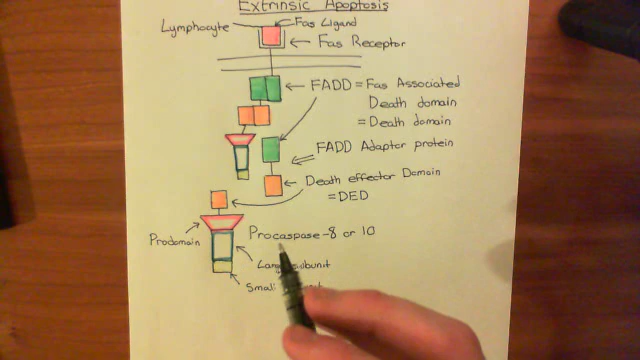 Extrinsic Apoptosis
Lymphocyte
Fas Ligand
Fas Receptor
FADD = Fas Associated
Death domain
= Death domain
FADD Adaptor protein
Death effector Domain
= DED
Prodomain
Procaspase-8 or 10
Large subunit
Small